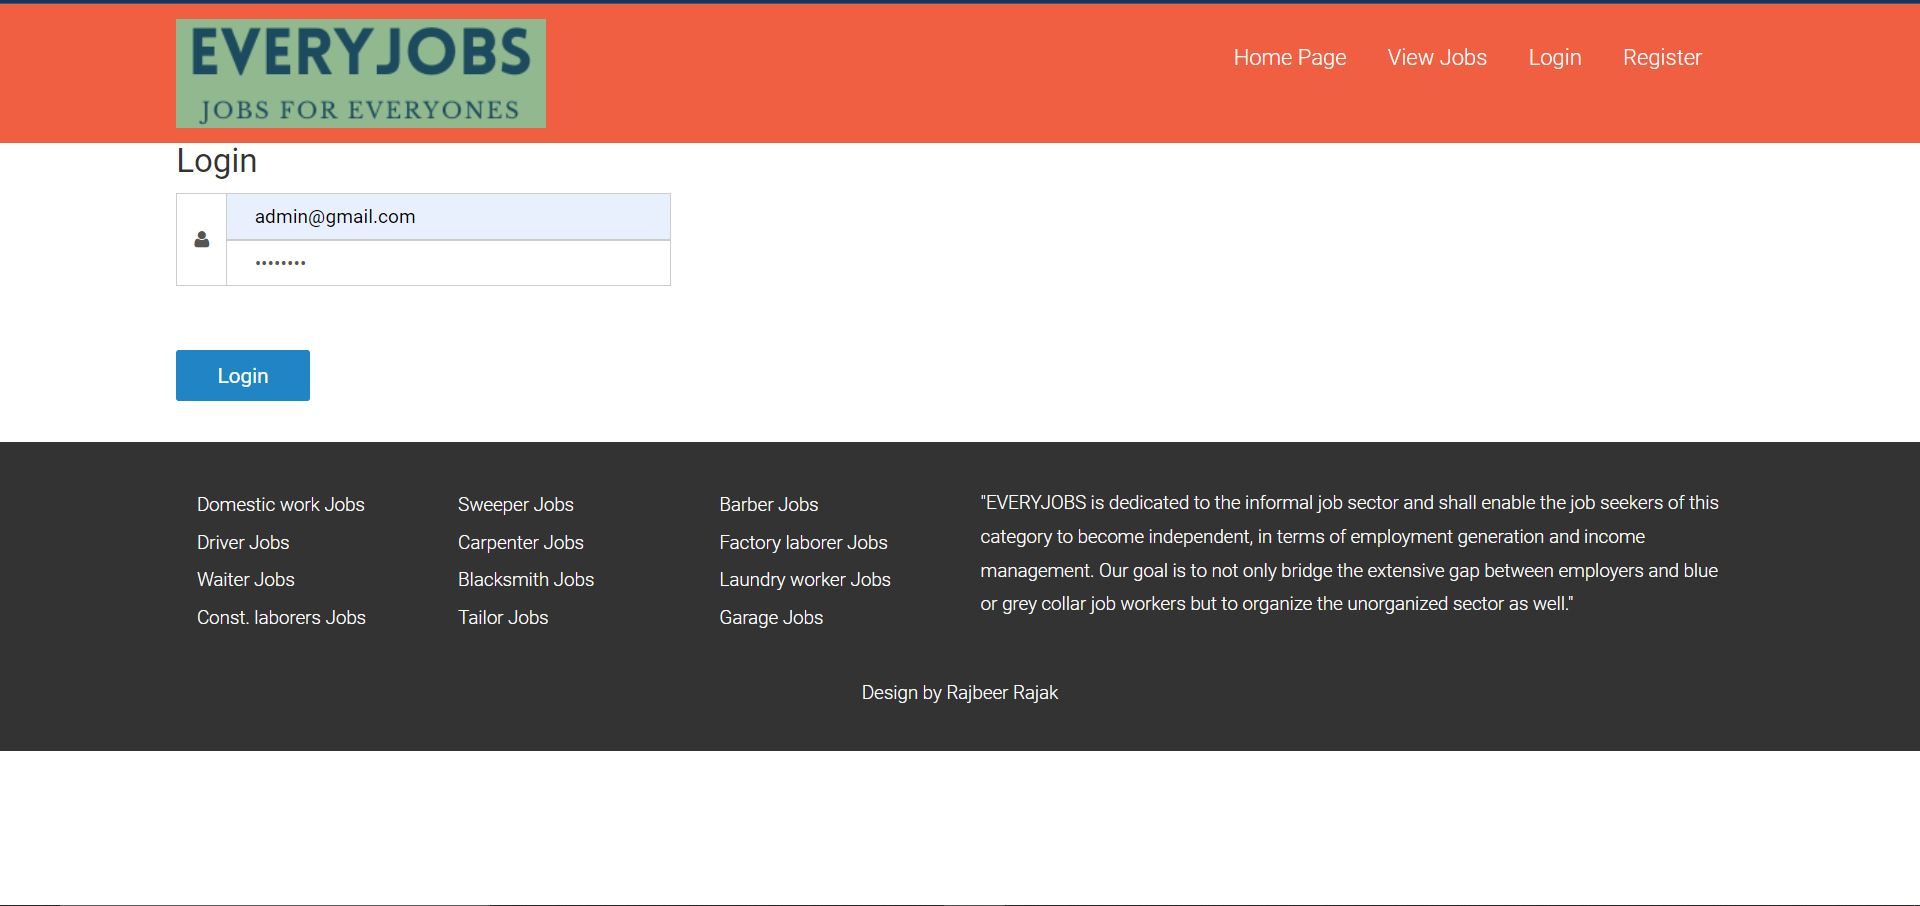 EVERYJOBS
JOBS FOR EVERYONES
Home Page
View Jobs
Login
Register
Login
admin@gmail.com
••••••••
Login
Domestic work Jobs
Driver Jobs
Waiter Jobs
Const. laborers Jobs
Sweeper Jobs
Carpenter Jobs
Blacksmith Jobs
Tailor Jobs
Barber Jobs
Factory laborer Jobs
Laundry worker Jobs
Garage Jobs
"EVERYJOBS is dedicated to the informal job sector and shall enable the job seekers of this
category to become independent, in terms of employment generation and income
management. Our goal is to not only bridge the extensive gap between employers and blue
or grey collar job workers but to organize the unorganized sector as well."
Design by Rajbeer Rajak